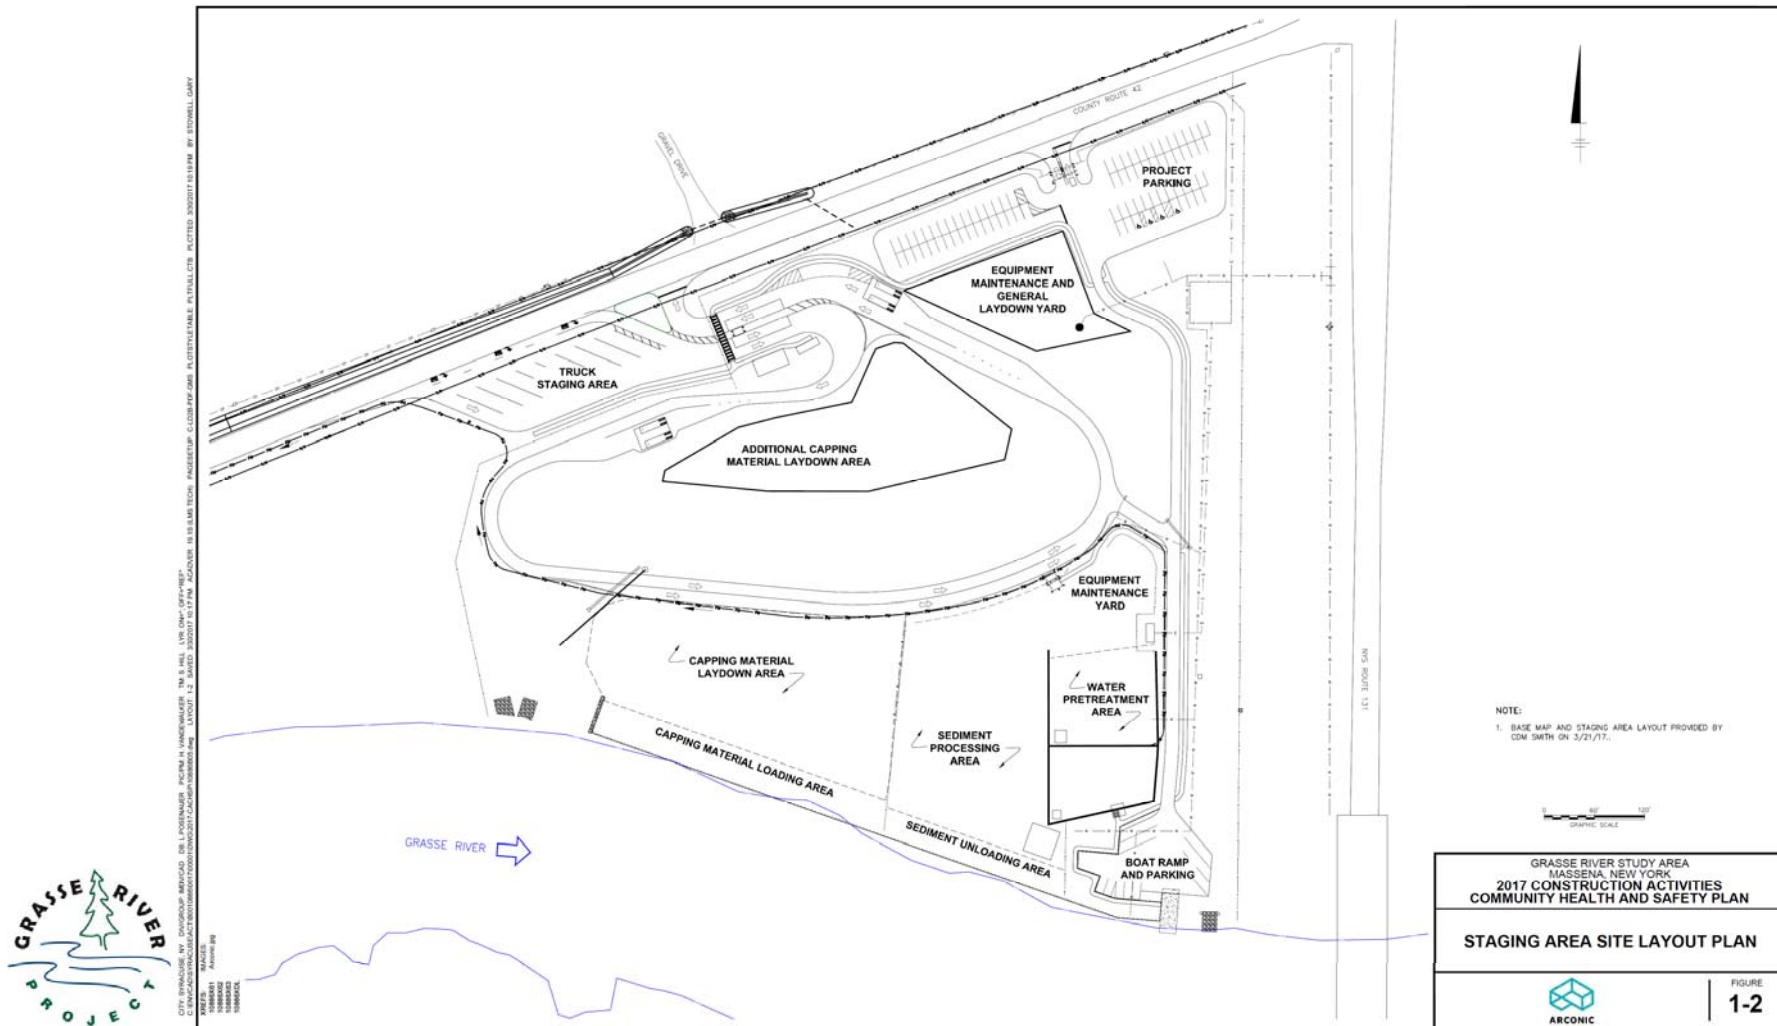 COUNTY ROUTE 42
GRAVEL DRIVE
PROJECT
PARKING
EQUIPMENT
MAINTENANCE AND
GENERAL
LAYDOWN YARD
TRUCK
STAGING AREA
ADDITIONAL CAPPING
MATERIAL LAYDOWN AREA
EQUIPMENT
MAINTENANCE
YARD
CAPPING MATERIAL
LAYDOWN AREA
WATER
PRETREATMENT
AREA
NYS ROUTE 131
SEDIMENT
PROCESSING
AREA
CAPPING MATERIAL LOADING AREA
SEDIMENT UNLOADING AREA
BOAT RAMP
AND PARKING
GRASSE RIVER
NOTE:
1. BASE MAP AND STAGING AREA LAYOUT PROVIDED BY
CDM SMITH ON 3/21/17..
0 60' 120'
GRAPHIC SCALE
GRASSE RIVER STUDY AREA
MASSENA, NEW YORK
2017 CONSTRUCTION ACTIVITIES
COMMUNITY HEALTH AND SAFETY PLAN
STAGING AREA SITE LAYOUT PLAN
ARCONIC
FIGURE
1-2
GRASSE RIVER
PROJECT
XREFS:
IMAGES: